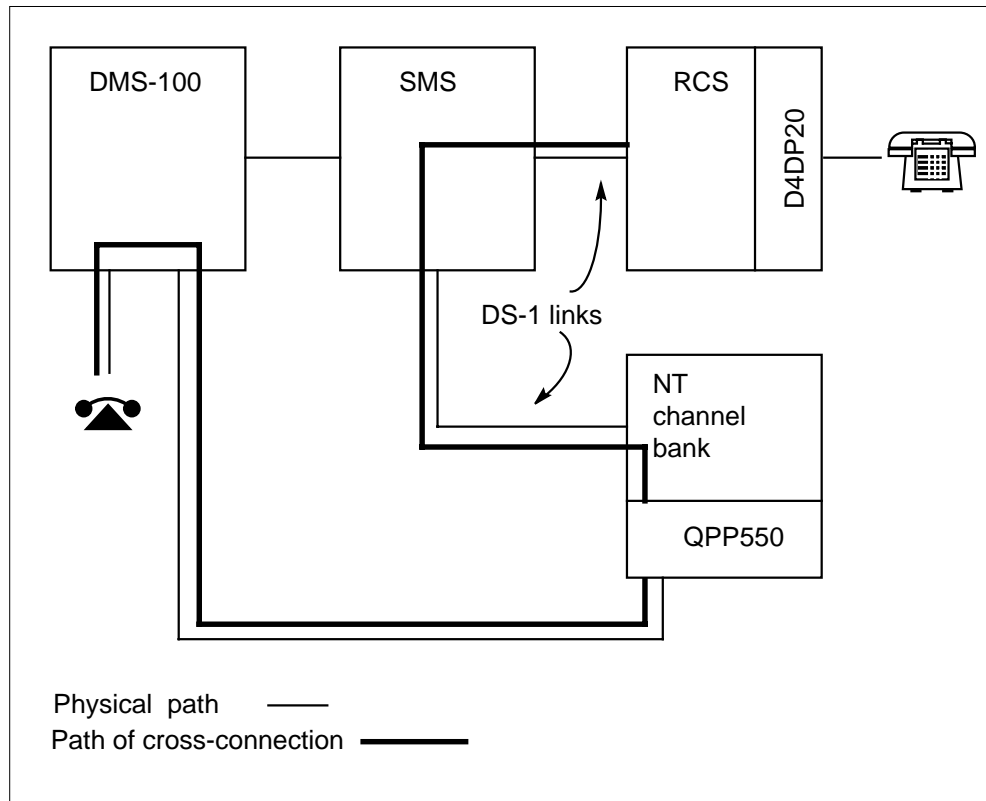 DMS-100
SMS
RCS
D4DP20
DS-1 links
NT
channel
bank
QPP550
Physical path
Path of cross-connection